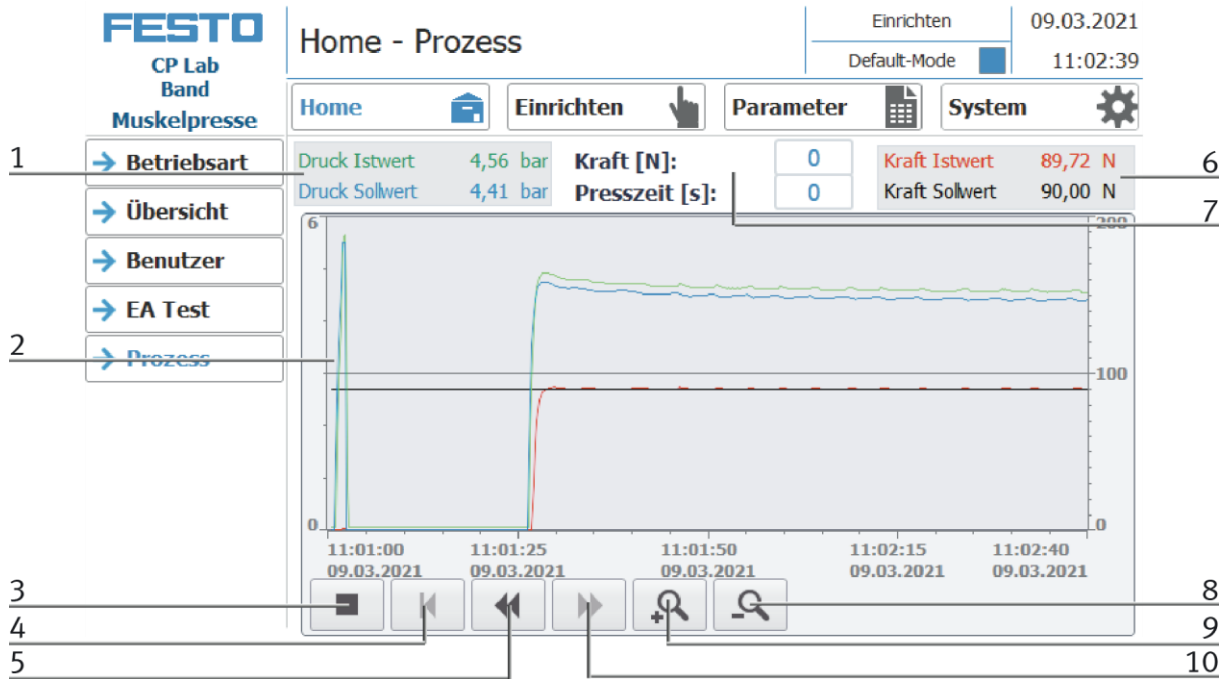 FESTO
CP Lab
Band
Muskelpresse
Home - Prozess
Einrichten
Default-Mode
09.03.2021
11:02:39
Home
Einrichten
Parameter
System
1
Betriebsart
Übersicht
Benutzer
EA Test
2
Prozess
Druck Istwert 4,56 bar
Druck Sollwert 4,41 bar
Kraft [N]: 0
Presszeit [s]: 0
Kraft Istwert 89,72 N
Kraft Sollwert 90,00 N
6
7
6
200
100
0
0
11:01:00 11:01:25 11:01:50 11:02:15 11:02:40
09.03.2021 09.03.2021 09.03.2021 09.03.2021 09.03.2021
3
4
5
8
9
10